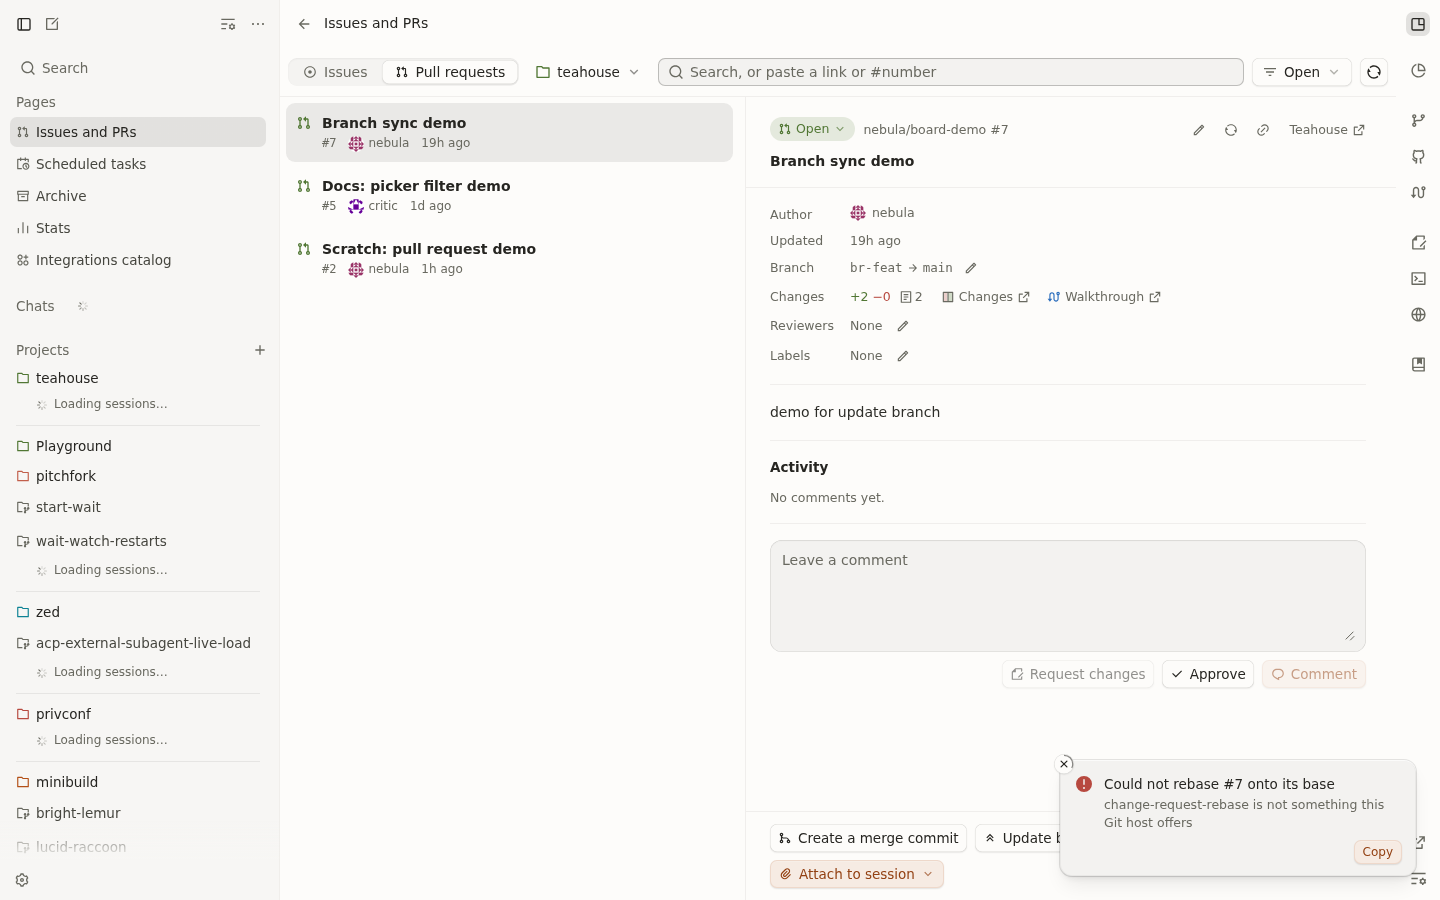 Issues and PRs
Search
Pages
Issues and PRs
Scheduled tasks
Archive
Stats
Integrations catalog
Chats
Projects
teahouse
Loading sessions...
Playground
pitchfork
start-wait
wait-watch-restarts
Loading sessions...
zed
acp-external-subagent-live-load
Loading sessions...
privconf
Loading sessions...
minibuild
bright-lemur
lucid-raccoon
Issues
Pull requests
teahouse
Search, or paste a link or #number
Open
Branch sync demo
#7 nebula 19h ago
Docs: picker filter demo
#5 critic 1d ago
Scratch: pull request demo
#2 nebula 1h ago
Open nebula/board-demo #7 Teahouse
Branch sync demo
Author nebula
Updated 19h ago
Branch br-feat → main
Changes +2 −0 2 Changes Walkthrough
Reviewers None
Labels None
demo for update branch
Activity
No comments yet.
Leave a comment
Request changes Approve Comment
Create a merge commit Update
Attach to session
Could not rebase #7 onto its base
change-request-rebase is not something this
Git host offers
Copy